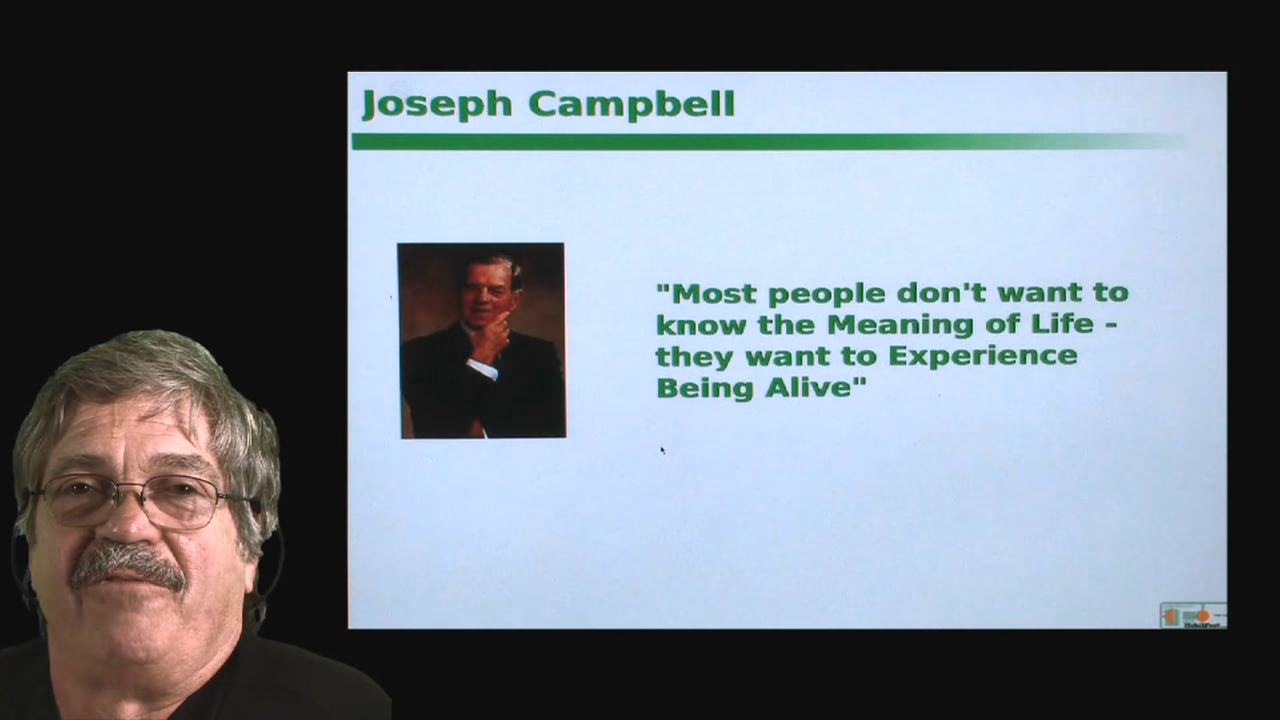 Joseph Campbell
"Most people don't want to
know the Meaning of Life -
they want to Experience
Being Alive"